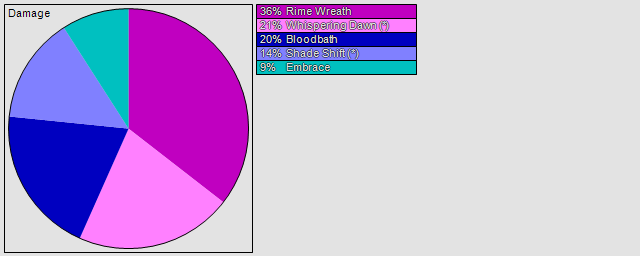 Damage
36% Rime Wreath
21% Whispering Dawn (*)
20% Bloodbath
14% Shade Shift (*)
9% Embrace